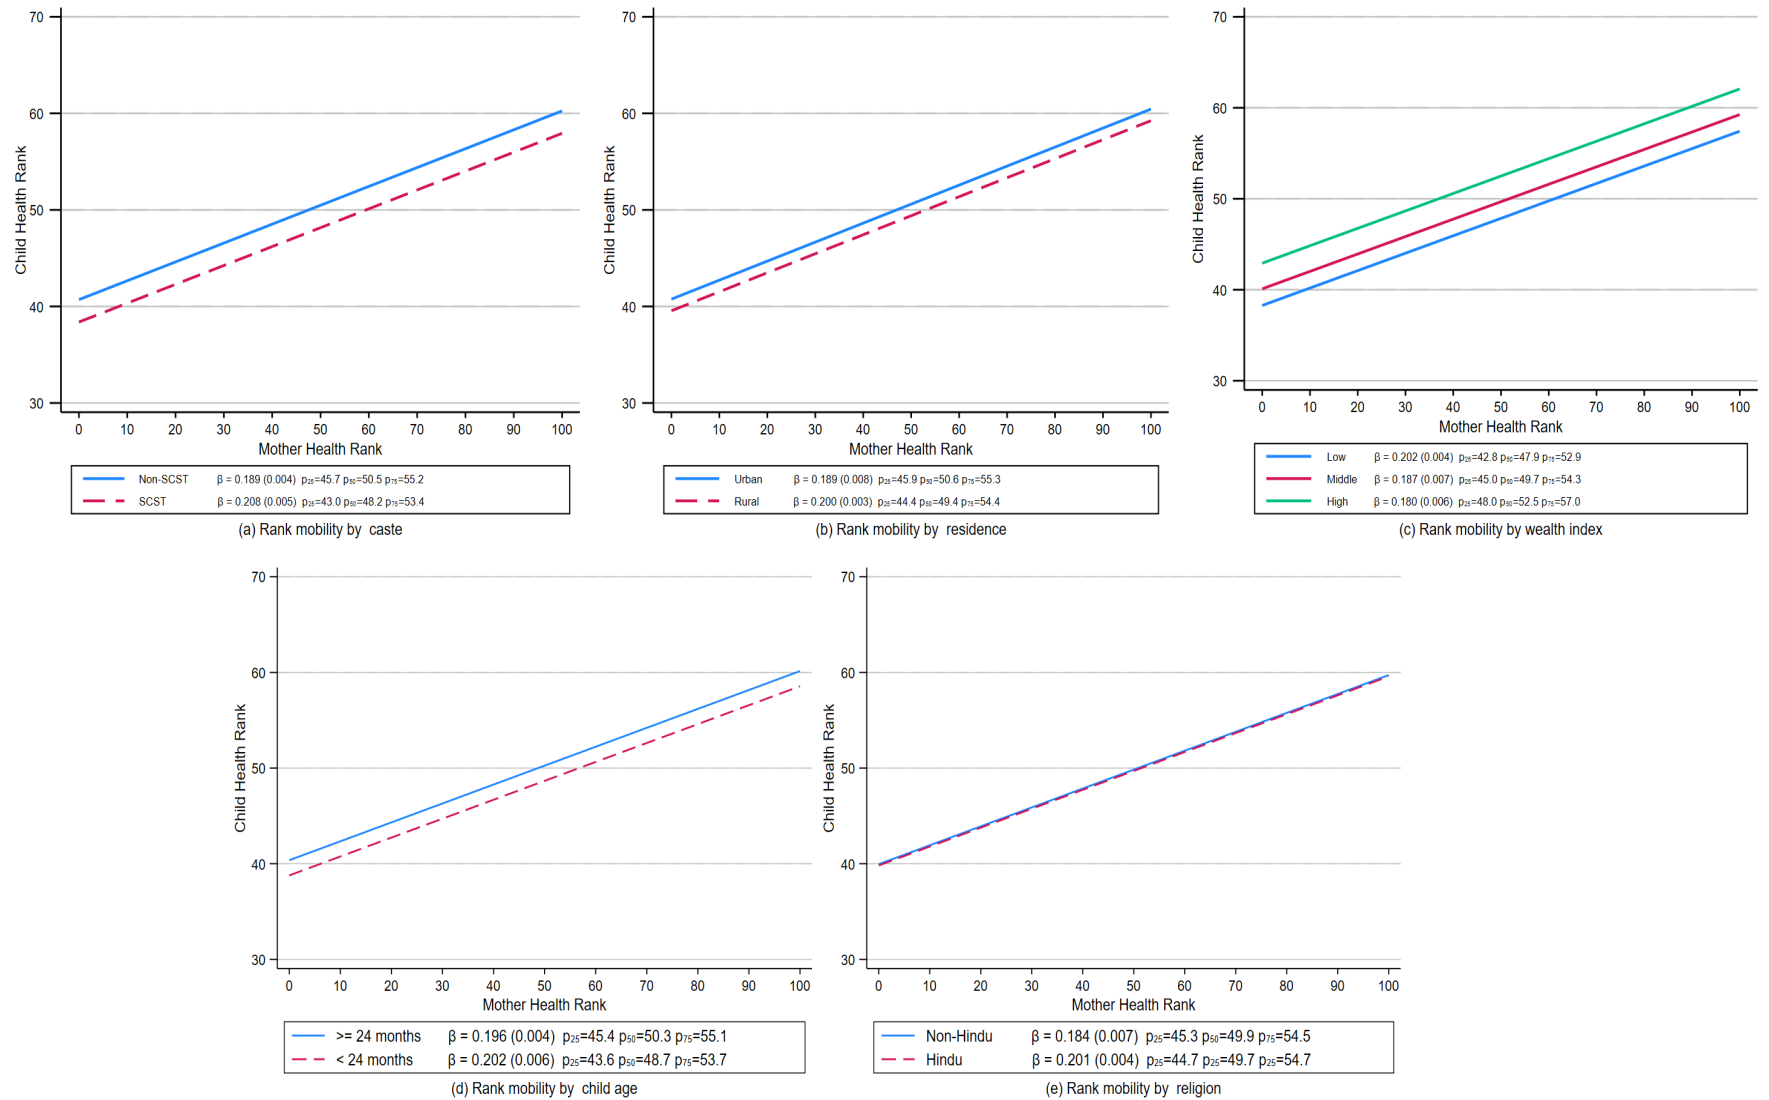 70
60
50
40
30
Child Health Rank
0 10 20 30 40 50 60 70 80 90 100
Mother Health Rank
Non-SCST β = 0.189 (0.004) p₂₅=45.7 p₅₀=50.5 p₇₅=55.2
SCST β = 0.208 (0.005) p₂₅=43.0 p₅₀=48.2 p₇₅=53.4
(a) Rank mobility by caste
70
60
50
40
30
Child Health Rank
0 10 20 30 40 50 60 70 80 90 100
Mother Health Rank
Urban β = 0.189 (0.008) p₂₅=45.9 p₅₀=50.6 p₇₅=55.3
Rural β = 0.200 (0.003) p₂₅=44.4 p₅₀=49.4 p₇₅=54.4
(b) Rank mobility by residence
70
60
50
40
30
Child Health Rank
0 10 20 30 40 50 60 70 80 90 100
Mother Health Rank
Low β = 0.202 (0.004) p₂₅=42.8 p₅₀=47.9 p₇₅=52.9
Middle β = 0.187 (0.007) p₂₅=45.0 p₅₀=49.7 p₇₅=54.3
High β = 0.180 (0.006) p₂₅=48.0 p₅₀=52.5 p₇₅=57.0
(c) Rank mobility by wealth index
70
60
50
40
30
Child Health Rank
0 10 20 30 40 50 60 70 80 90 100
Mother Health Rank
>= 24 months β = 0.196 (0.004) p₂₅=45.4 p₅₀=50.3 p₇₅=55.1
< 24 months β = 0.202 (0.006) p₂₅=43.6 p₅₀=48.7 p₇₅=53.7
(d) Rank mobility by child age
70
60
50
40
30
Child Health Rank
0 10 20 30 40 50 60 70 80 90 100
Mother Health Rank
Non-Hindu β = 0.184 (0.007) p₂₅=45.3 p₅₀=49.9 p₇₅=54.5
Hindu β = 0.201 (0.004) p₂₅=44.7 p₂₅=49.7 p₂₅=54.7
(e) Rank mobility by religion